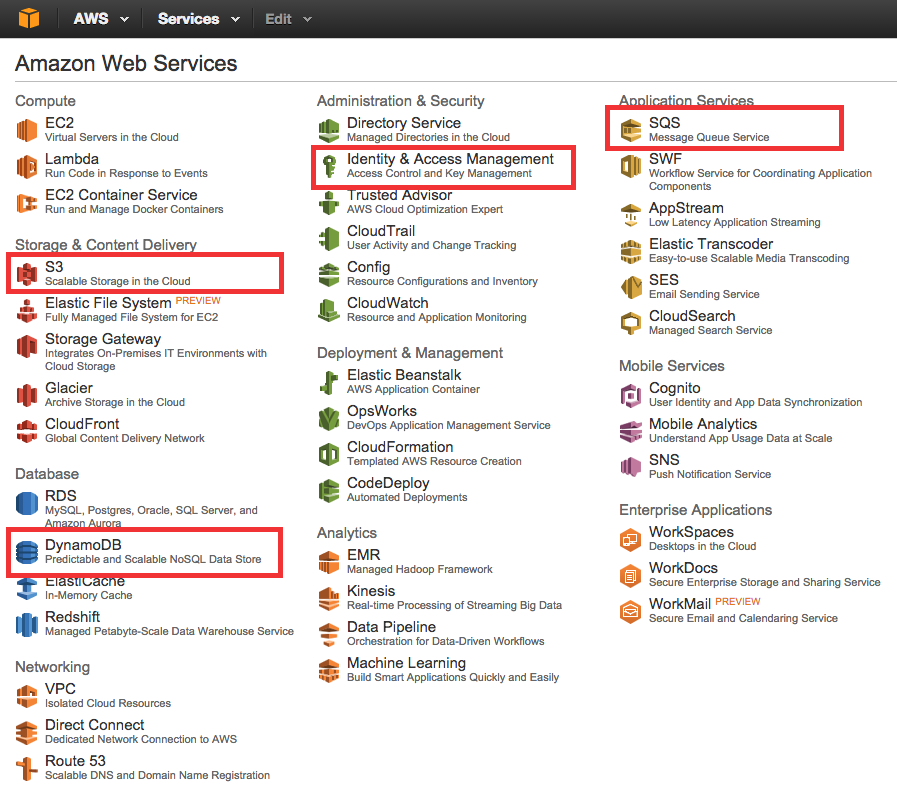 AWS
Services
Edit
Amazon Web Services
Compute
EC2
Virtual Servers in the Cloud
Lambda
Run Code in Response to Events
EC2 Container Service
Run and Manage Docker Containers
Storage & Content Delivery
S3
Scalable Storage in the Cloud
Elastic File System PREVIEW
Fully Managed File System for EC2
Storage Gateway
Integrates On-Premises IT Environments with
Cloud Storage
Glacier
Archive Storage in the Cloud
CloudFront
Global Content Delivery Network
Database
RDS
MySQL, Postgres, Oracle, SQL Server, and
Amazon Aurora
DynamoDB
Predictable and Scalable NoSQL Data Store
ElastiCache
In-Memory Cache
Redshift
Managed Petabyte-Scale Data Warehouse Service
Networking
VPC
Isolated Cloud Resources
Direct Connect
Dedicated Network Connection to AWS
Route 53
Scalable DNS and Domain Name Registration
Administration & Security
Directory Service
Managed Directories in the Cloud
Identity & Access Management
Access Control and Key Management
Trusted Advisor
AWS Cloud Optimization Expert
CloudTrail
User Activity and Change Tracking
Config
Resource Configurations and Inventory
CloudWatch
Resource and Application Monitoring
Deployment & Management
Elastic Beanstalk
AWS Application Container
OpsWorks
DevOps Application Management Service
CloudFormation
Templated AWS Resource Creation
CodeDeploy
Automated Deployments
Analytics
EMR
Managed Hadoop Framework
Kinesis
Real-time Processing of Streaming Big Data
Data Pipeline
Orchestration for Data-Driven Workflows
Machine Learning
Build Smart Applications Quickly and Easily
Application Services
SQS
Message Queue Service
SWF
Workflow Service for Coordinating Application
Components
AppStream
Low Latency Application Streaming
Elastic Transcoder
Easy-to-use Scalable Media Transcoding
SES
Email Sending Service
CloudSearch
Managed Search Service
Mobile Services
Cognito
User Identity and App Data Synchronization
Mobile Analytics
Understand App Usage Data at Scale
SNS
Push Notification Service
Enterprise Applications
WorkSpaces
Desktops in the Cloud
WorkDocs
Secure Enterprise Storage and Sharing Service
WorkMail PREVIEW
Secure Email and Calendaring Service